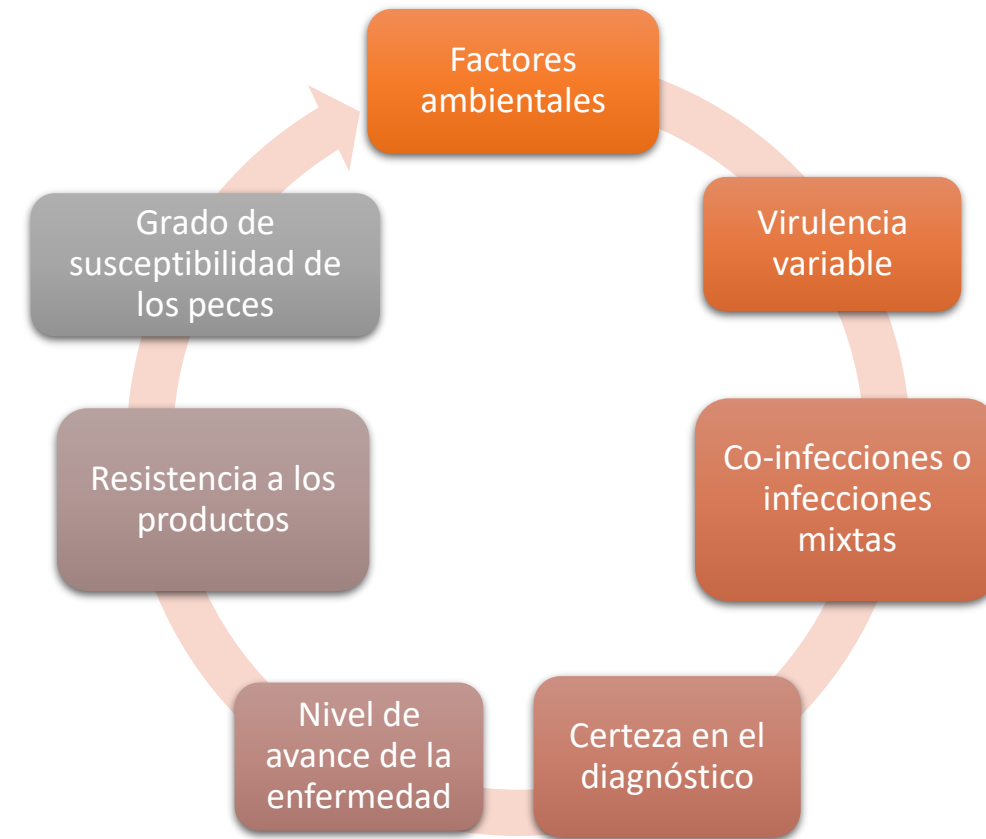 Factores
ambientales
Virulencia
variable
Co-infecciones o
infecciones
mixtas
Certeza en el
diagnóstico
Nivel de
avance de la
enfermedad
Resistencia a los
productos
Grado de
susceptibilidad de
los peces